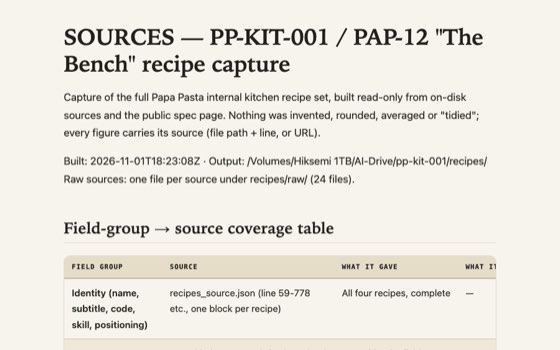 SOURCES — PP-KIT-001 / PAP-12 "The
Bench" recipe capture
Capture of the full Papa Pasta internal kitchen recipe set, built read-only from on-disk
sources and the public spec page. Nothing was invented, rounded, averaged or "tidied";
every figure carries its source (file path + line, or URL).
Built: 2026-11-01T18:23:08Z · Output: /Volumes/Hiksemi 1TB/AI-Drive/pp-kit-001/recipes/
Raw sources: one file per source under recipes/raw/ (24 files).
Field-group → source coverage table
FIELD GROUP SOURCE WHAT IT GAVE WHAT IT
Identity (name, recipes_source.json (line 59-778 All four recipes, complete —
subtitle, code, etc., one block per recipe)
skill, positioning)